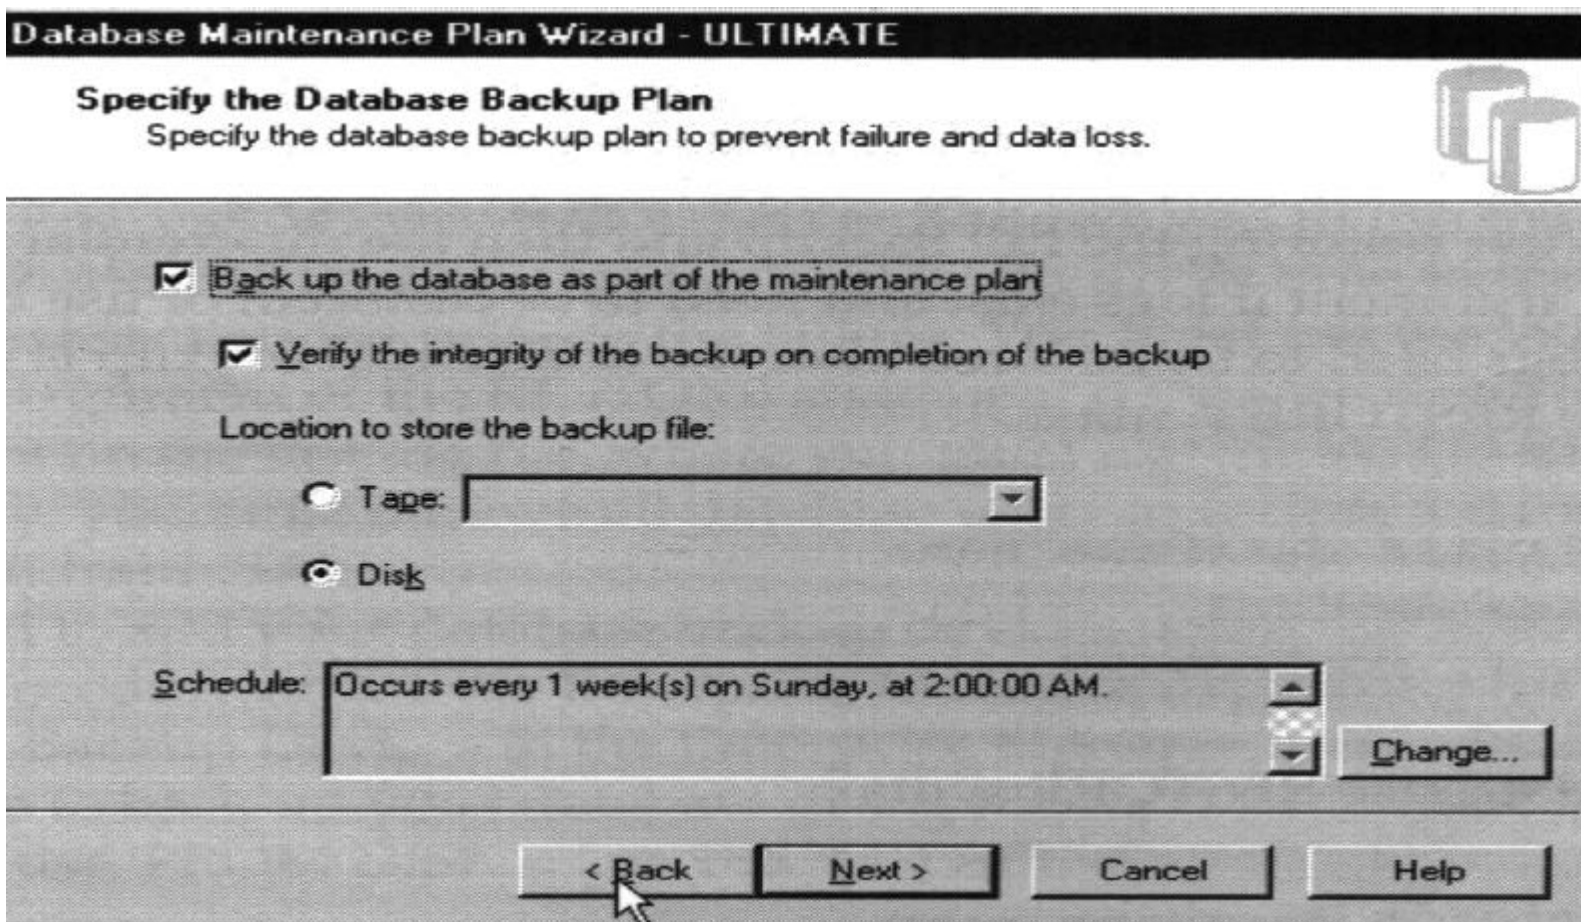 Database Maintenance Plan Wizard - ULTIMATE
Specify the Database Backup Plan
Specify the database backup plan to prevent failure and data loss.
Back up the database as part of the maintenance plan
Verify the integrity of the backup on completion of the backup
Location to store the backup file:
Tape:
Disk
Schedule: Occurs every 1 week(s) on Sunday, at 2:00:00 AM.
Change...
< Back Next > Cancel Help